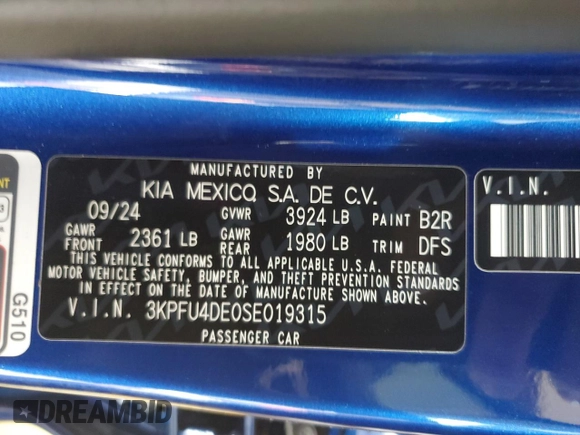 MANUFACTURED BY
KIA MEXICO, S.A. DE C.V.
09/24 GVWR 3924 LB PAINT B2R
GAWR FRONT 2361 LB GAWR REAR 1980 LB TRIM DFS
THIS VEHICLE CONFORMS TO ALL APPLICABLE U.S.A. FEDERAL
MOTOR VEHICLE SAFETY, BUMPER, AND THEFT PREVENTION STANDARDS
IN EFFECT ON THE DATE OF MANUFACTURE SHOWN ABOVE.
V.I.N. 3KPFU4DE0SE019315
PASSENGER CAR
V.I.N.
G510
DREAMBID